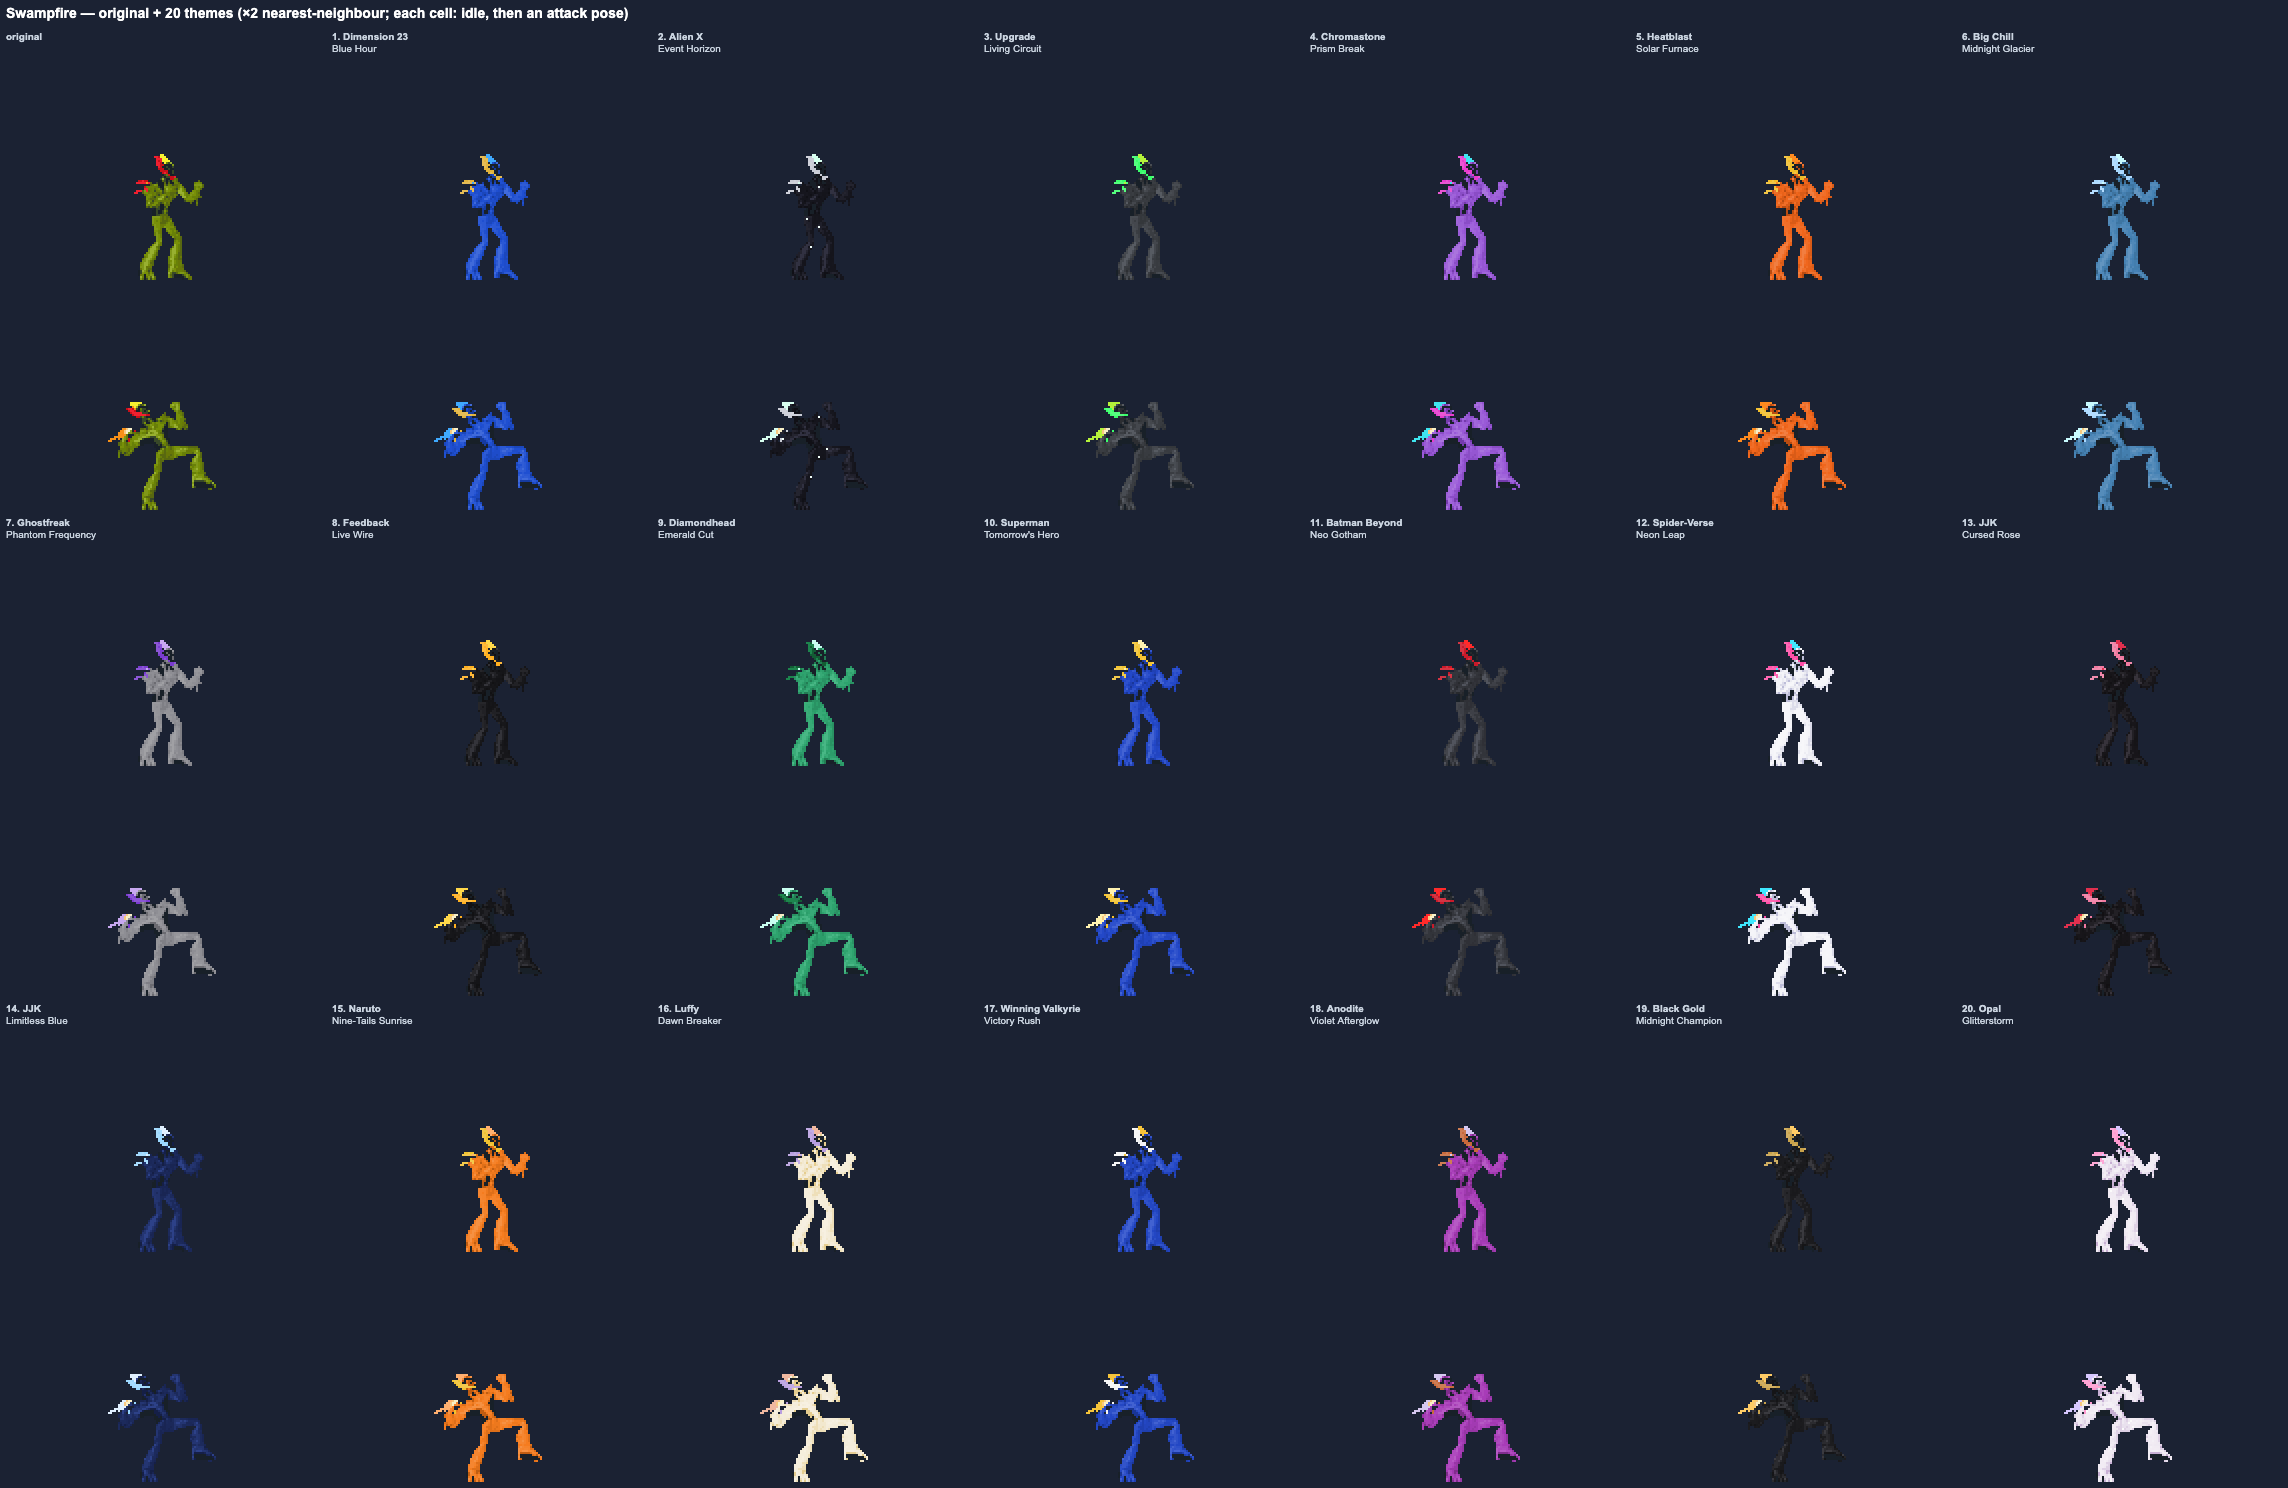 Swampfire — original + 20 themes (×2 nearest-neighbour; each cell: idle, then an attack pose)
original
1. Dimension 23
Blue Hour
2. Alien X
Event Horizon
3. Upgrade
Living Circuit
4. Chromastone
Prism Break
5. Heatblast
Solar Furnace
6. Big Chill
Midnight Glacier
7. Ghostfreak
Phantom Frequency
8. Feedback
Live Wire
9. Diamondhead
Emerald Cut
10. Superman
Tomorrow's Hero
11. Batman Beyond
Neo Gotham
12. Spider-Verse
Neon Leap
13. JJK
Cursed Rose
14. JJK
Limitless Blue
15. Naruto
Nine-Tails Sunrise
16. Luffy
Dawn Breaker
17. Winning Valkyrie
Victory Rush
18. Anodite
Violet Afterglow
19. Black Gold
Midnight Champion
20. Opal
Glitterstorm